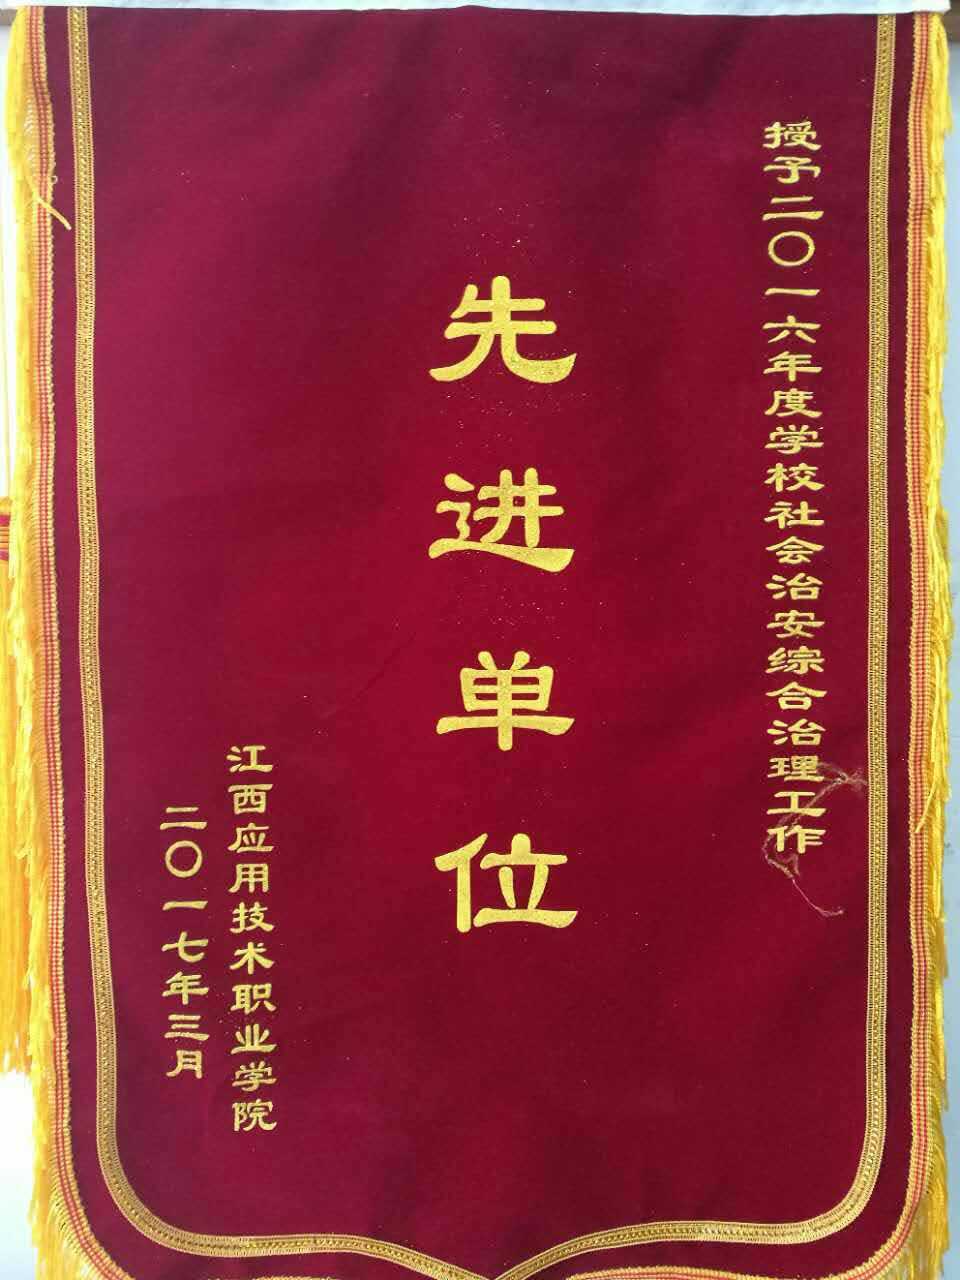 授予二〇一六年度学校社会治安综合治理工作
先进单位
江西应用技术职业学院
二〇一七年三月